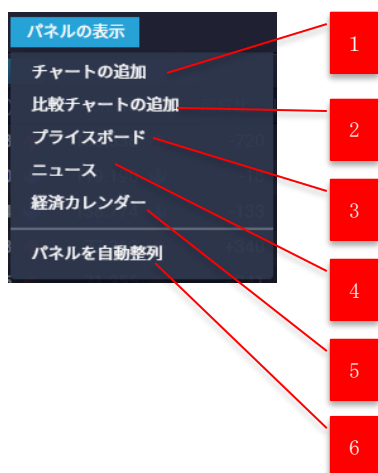 パネルの表示
チャートの追加
比較チャートの追加
プライスボード
ニュース
経済カレンダー
パネルを自動整列
1
2
3
4
5
6